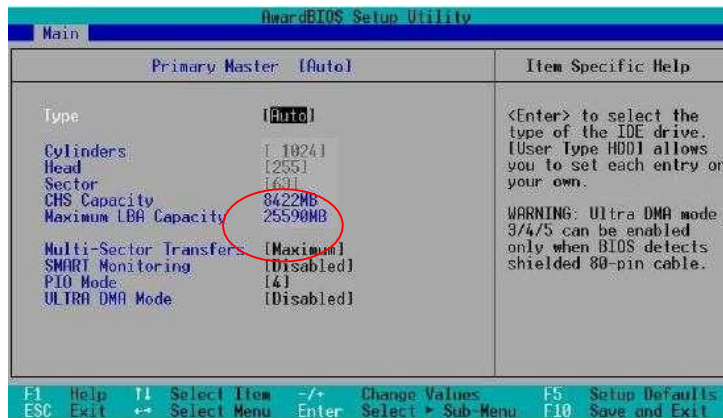 AwardBIOS Setup Utility
Main
Primary Master [Auto]
Item Specific Help
Type [Auto]
Cylinders [ 1024]
Head [255]
Sector [63]
CHS Capacity 8422MB
Maximum LBA Capacity 25590MB
Multi-Sector Transfers [Maximum]
SMART Monitoring [Disabled]
PIO Mode [4]
ULTRA DMA Mode [Disabled]
<Enter> to select the
type of the IDE drive.
[User Type HDD] allows
you to set each entry on
your own.
WARNING: Ultra DMA mode
3/4/5 can be enabled
only when BIOS detects
shielded 80-pin cable.
F1 Help ↑↓ Select Item -/+ Change Values F5 Setup Defaults
ESC Exit ←→ Select Menu Enter Select ► Sub-Menu F10 Save and Exit